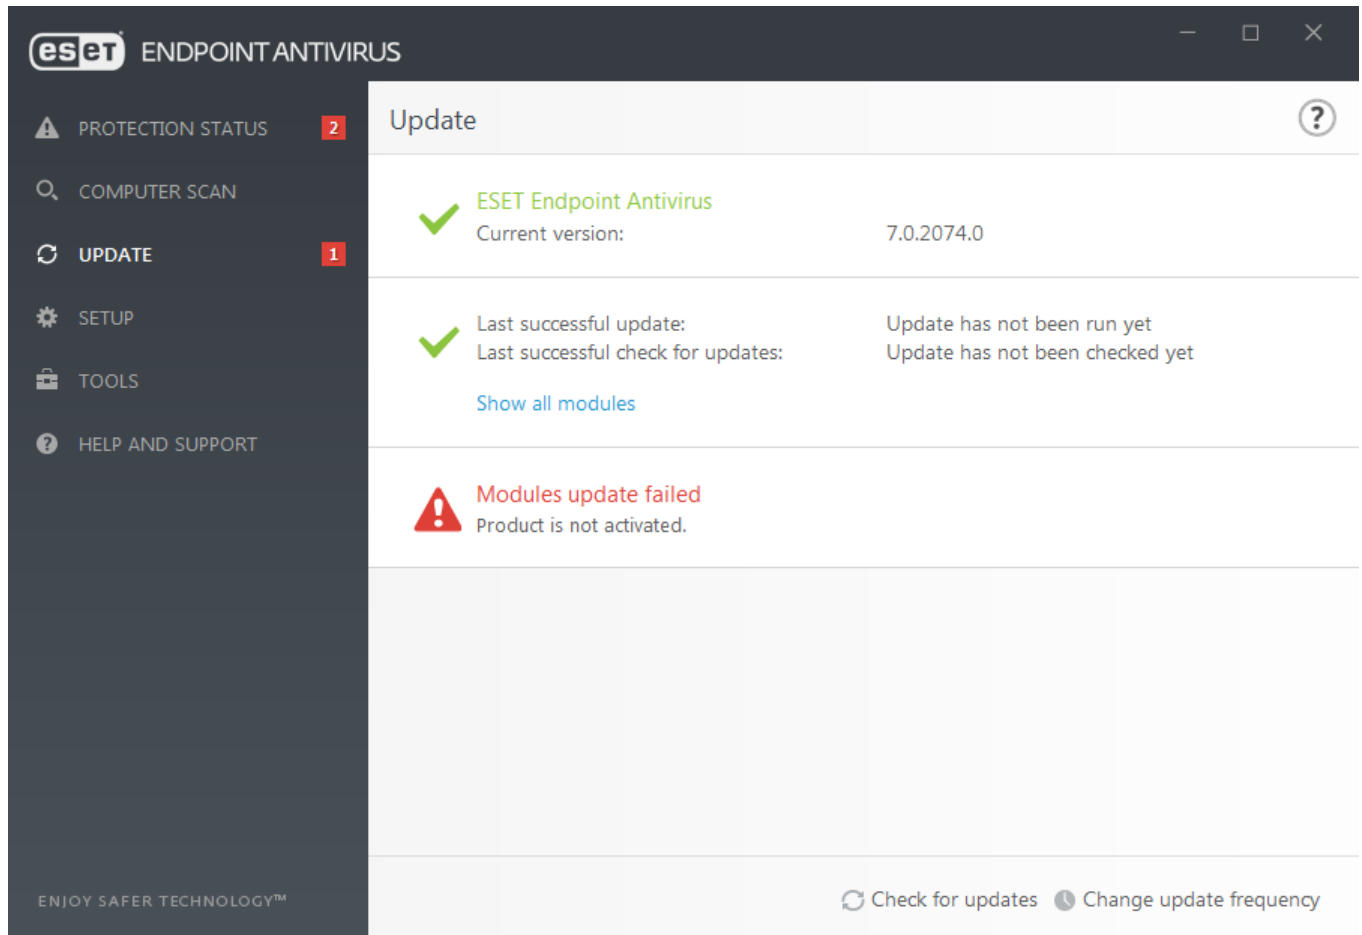 eset ENDPOINT ANTIVIRUS
PROTECTION STATUS 2
COMPUTER SCAN
UPDATE 1
SETUP
TOOLS
HELP AND SUPPORT
ENJOY SAFER TECHNOLOGY™
Update ?
ESET Endpoint Antivirus
Current version: 7.0.2074.0
Last successful update: Update has not been run yet
Last successful check for updates: Update has not been checked yet
Show all modules
Modules update failed
Product is not activated.
Check for updates Change update frequency